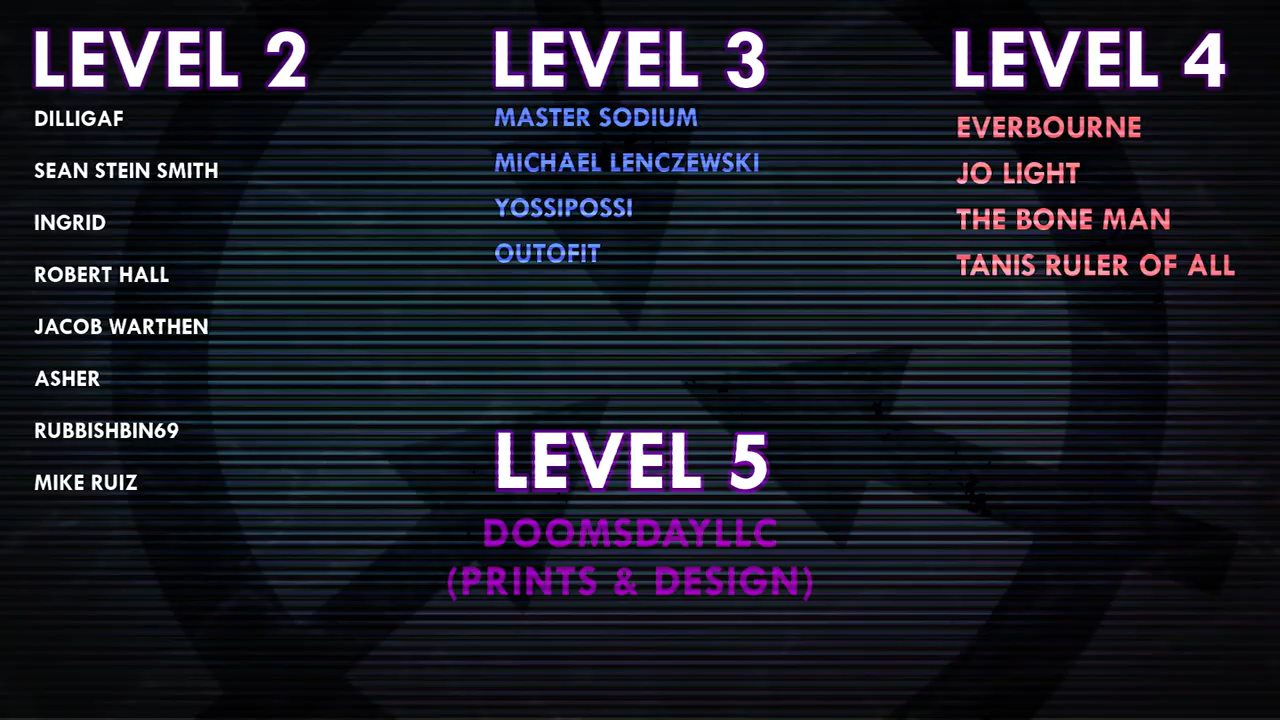 LEVEL 2
DILLIGAF
SEAN STEIN SMITH
INGRID
ROBERT HALL
JACOB WARTHEN
ASHER
RUBBISHBIN69
MIKE RUIZ
LEVEL 3
MASTER SODIUM
MICHAEL LENCZEWSKI
YOSSIPOSSI
OUTOFIT
LEVEL 4
EVERBOURNE
JO LIGHT
THE BONE MAN
TANIS RULER OF ALL
LEVEL 5
DOOMSDAYLLC
(PRINTS & DESIGN)